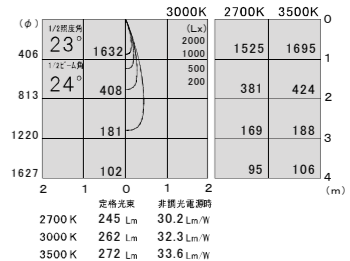 (φ) 3000K 2700K 3500K 0
1/2照度角 (Lx)
23° 2000
406 1632 1000 1525 1695 1
1/2ビーム角 500
24° 200
813 408 381 424 2
1220 181 169 188 3
1627 102 95 106 4
2 1 0 1 2 (m)
定格光束 非調光電源時
2700K 245 Lm 30.2 Lm/W
3000K 262 Lm 32.3 Lm/W
3500K 272 Lm 33.6 Lm/W